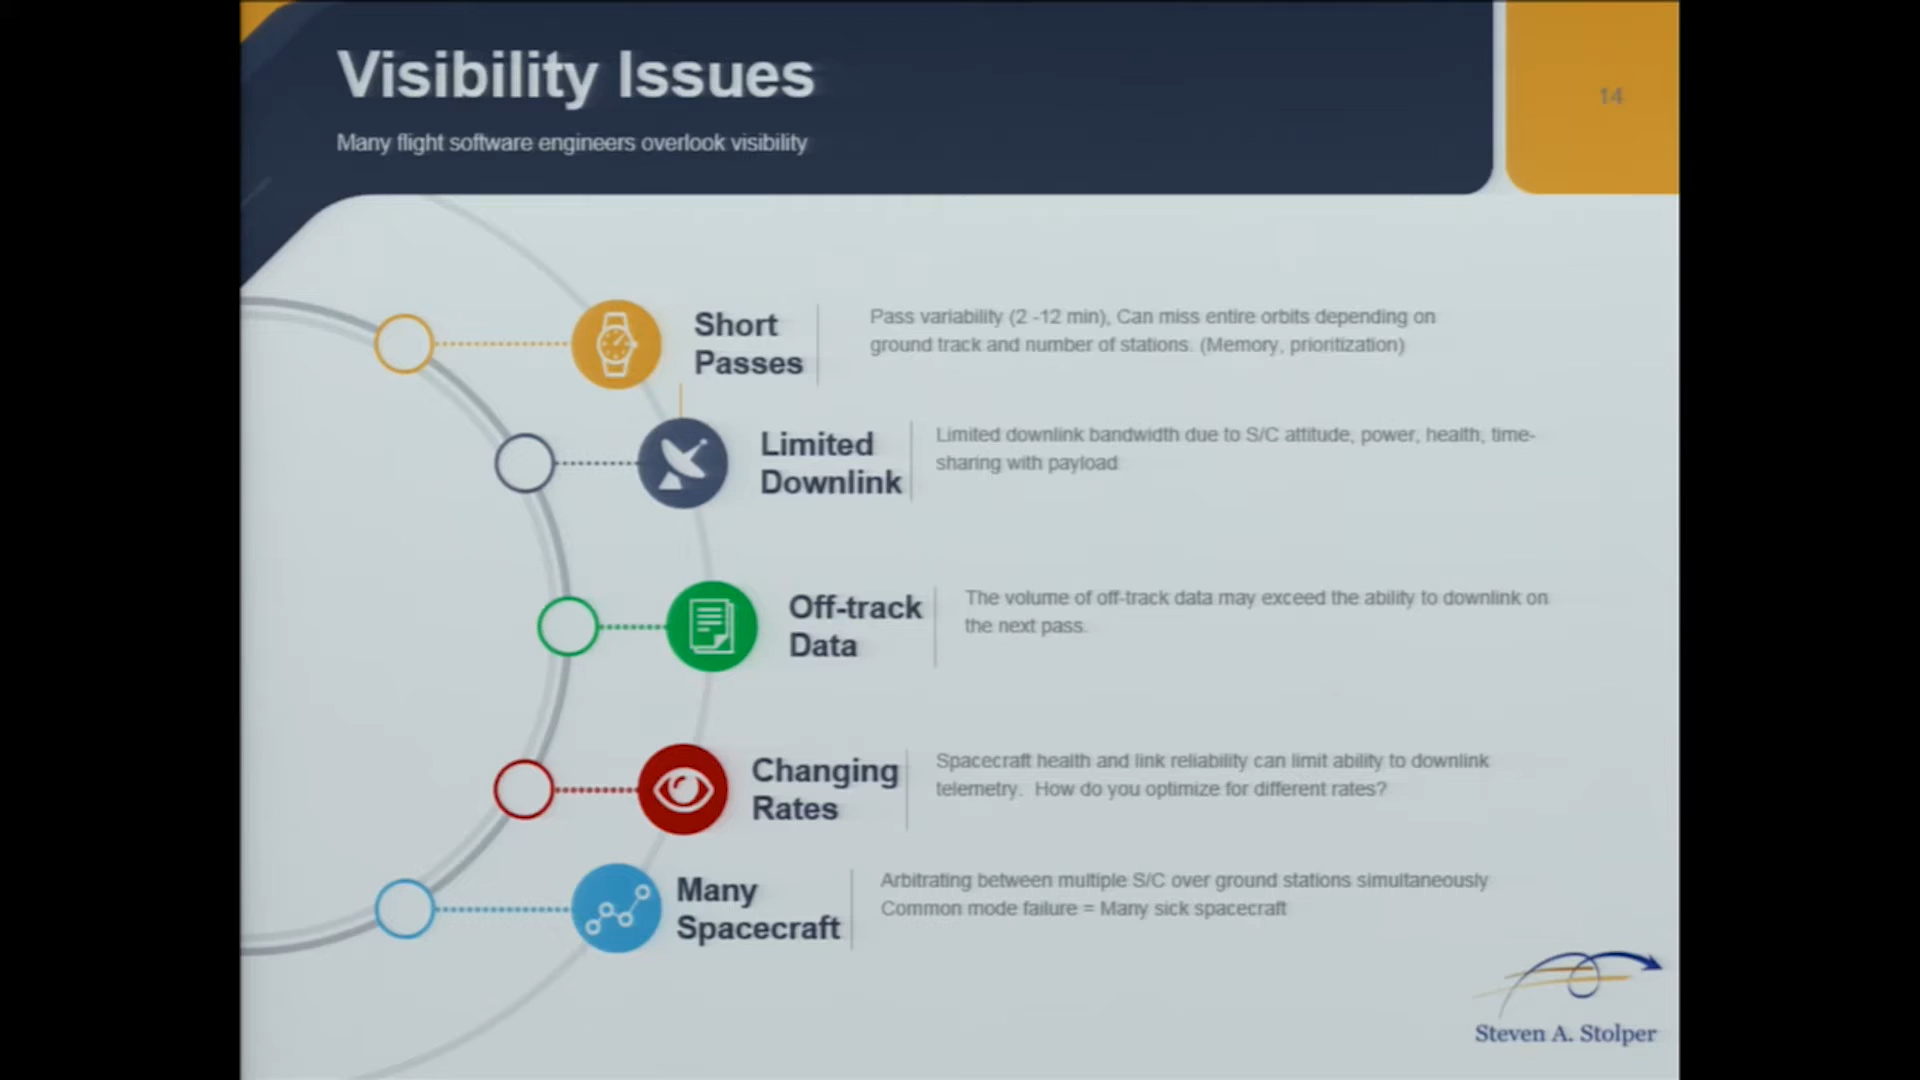 Visibility Issues
14
Many flight software engineers overlook visibility
Short
Passes
Pass variability (2 -12 min), Can miss entire orbits depending on
ground track and number of stations. (Memory, prioritization)
Limited
Downlink
Limited downlink bandwidth due to S/C attitude, power, health, time-
sharing with payload
Off-track
Data
The volume of off-track data may exceed the ability to downlink on
the next pass.
Changing
Rates
Spacecraft health and link reliability can limit ability to downlink
telemetry.  How do you optimize for different rates?
Many
Spacecraft
Arbitrating between multiple S/C over ground stations simultaneously
Common mode failure = Many sick spacecraft
Steven A. Stolper